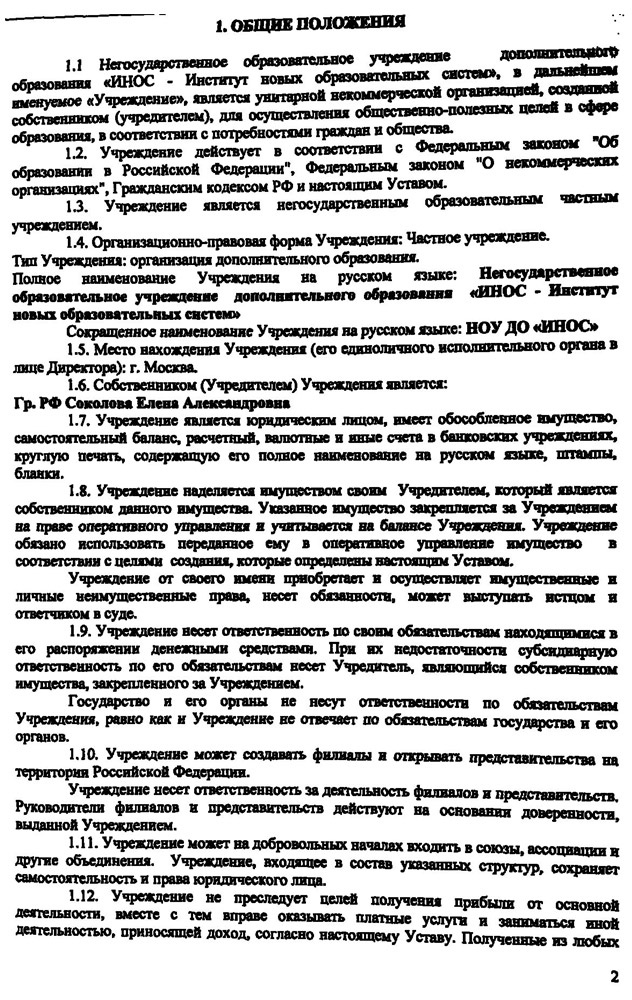 1. ОБЩИЕ ПОЛОЖЕНИЯ
1.1 Негосударственное образовательное учреждение дополнительного
образования «ИНОС - Институт новых образовательных систем», в дальнейшем
именуемое «Учреждение», является унитарной некоммерческой организацией, созданной
собственником (учредителем), для осуществления общественно-полезных целей в сфере
образования, в соответствии с потребностями граждан и общества.
1.2. Учреждение действует в соответствии с Федеральным законом "Об
образовании в Российской Федерации", Федеральным законом "О некоммерческих
организациях", Гражданским кодексом РФ и настоящим Уставом.
1.3. Учреждение является негосударственным образовательным частным
учреждением.
1.4. Организационно-правовая форма Учреждения: Частное учреждение.
Тип Учреждения: организация дополнительного образования.
Полное наименование Учреждения на русском языке: Негосударственное
образовательное учреждение дополнительного образования «ИНОС - Институт
новых образовательных систем»
Сокращенное наименование Учреждения на русском языке: НОУ ДО «ИНОС»
1.5. Место нахождения Учреждения (его единоличного исполнительного органа в
лице Директора): г. Москва.
1.6. Собственником (Учредителем) Учреждения является:
Гр. РФ Соколова Елена Александровна
1.7. Учреждение является юридическим лицом, имеет обособленное имущество,
самостоятельный баланс, расчетный, валютные и иные счета в банковских учреждениях,
круглую печать, содержащую его полное наименование на русском языке, штампы,
бланки.
1.8. Учреждение наделяется имуществом своим Учредителем, который является
собственником данного имущества. Указанное имущество закрепляется за Учреждением
на праве оперативного управления и учитывается на балансе Учреждения. Учреждение
обязано использовать переданное ему в оперативное управление имущество в
соответствии с целями создания, которые определены настоящим Уставом.
Учреждение от своего имени приобретает и осуществляет имущественные и
личные неимущественные права, несет обязанности, может выступать истцом и
ответчиком в суде.
1.9. Учреждение несет ответственность по своим обязательствам находящимися в
его распоряжении денежными средствами. При их недостаточности субсидиарную
ответственность по его обязательствам несет Учредитель, являющийся собственником
имущества, закрепленного за Учреждением.
Государство и его органы не несут ответственности по обязательствам
Учреждения, равно как и Учреждение не отвечает по обязательствам государства и его
органов.
1.10. Учреждение может создавать филиалы и открывать представительства на
территории Российской Федерации.
Учреждение несет ответственность за деятельность филиалов и представительств.
Руководители филиалов и представительств действуют на основании доверенности,
выданной Учреждением.
1.11. Учреждение может на добровольных началах входить в союзы, ассоциации и
другие объединения. Учреждение, входящее в состав указанных структур, сохраняет
самостоятельность и права юридического лица.
1.12. Учреждение не преследует целей получения прибыли от основной
деятельности, вместе с тем вправе оказывать платные услуги и заниматься иной
деятельностью, приносящей доход, согласно настоящему Уставу. Полученные из любых
2